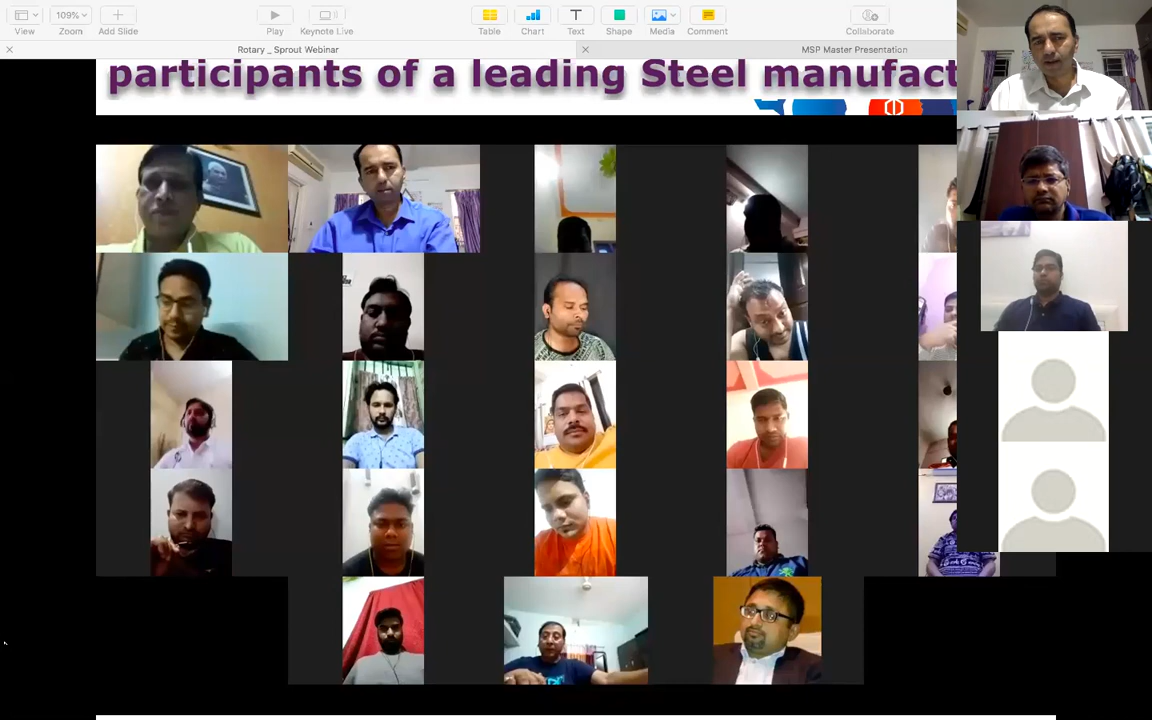 109%
View
Zoom
Add Slide
Play
Keynote Live
Table
Chart
Text
Shape
Media
Comment
Collaborate
Rotary _ Sprout Webinar
MSP Master Presentation
participants of a leading Steel manufact